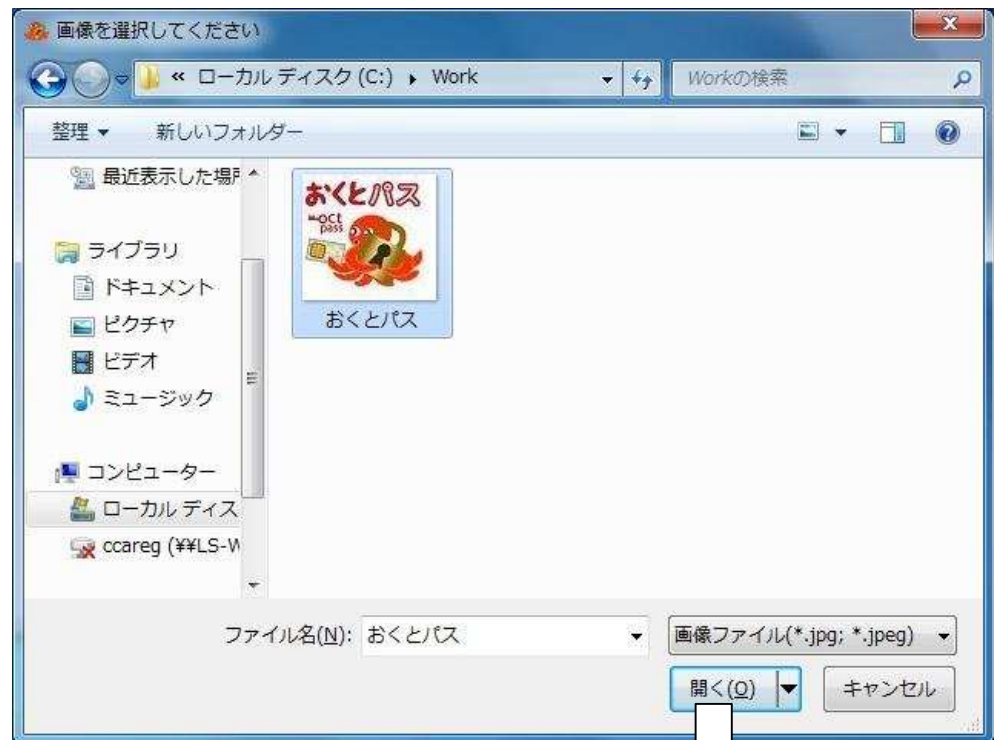 画像を選択してください
« ローカル ディスク (C:) ▸ Work
Workの検索
整理 ▼ 新しいフォルダー
最近表示した場所
おくとパス
oct
pass
おくとパス
ライブラリ
ドキュメント
ピクチャ
ビデオ
ミュージック
コンピューター
ローカル ディス
ccareg (¥¥LS-W
ファイル名(N): おくとパス
画像ファイル(*.jpg; *.jpeg)
開く(O)
キャンセル